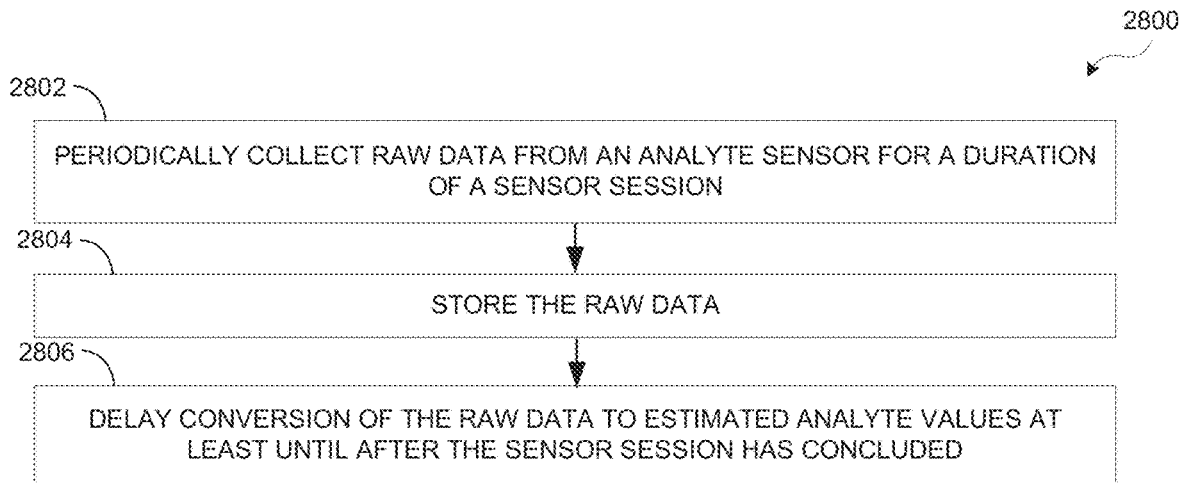 2800
2802
PERIODICALLY COLLECT RAW DATA FROM AN ANALYTE SENSOR FOR A DURATION
OF A SENSOR SESSION
2804
STORE THE RAW DATA
2806
DELAY CONVERSION OF THE RAW DATA TO ESTIMATED ANALYTE VALUES AT
LEAST UNTIL AFTER THE SENSOR SESSION HAS CONCLUDED